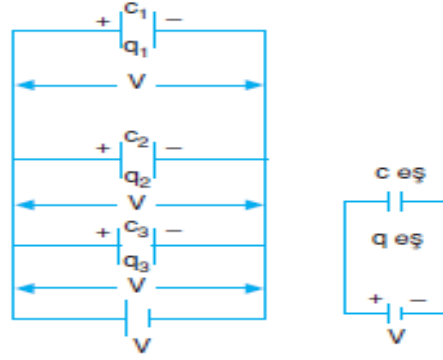 + c₁ −
q₁
V
+ c₂ −
q₂
V
+ c₃ −
q₃
V
V
c eş
q eş
+ −
V